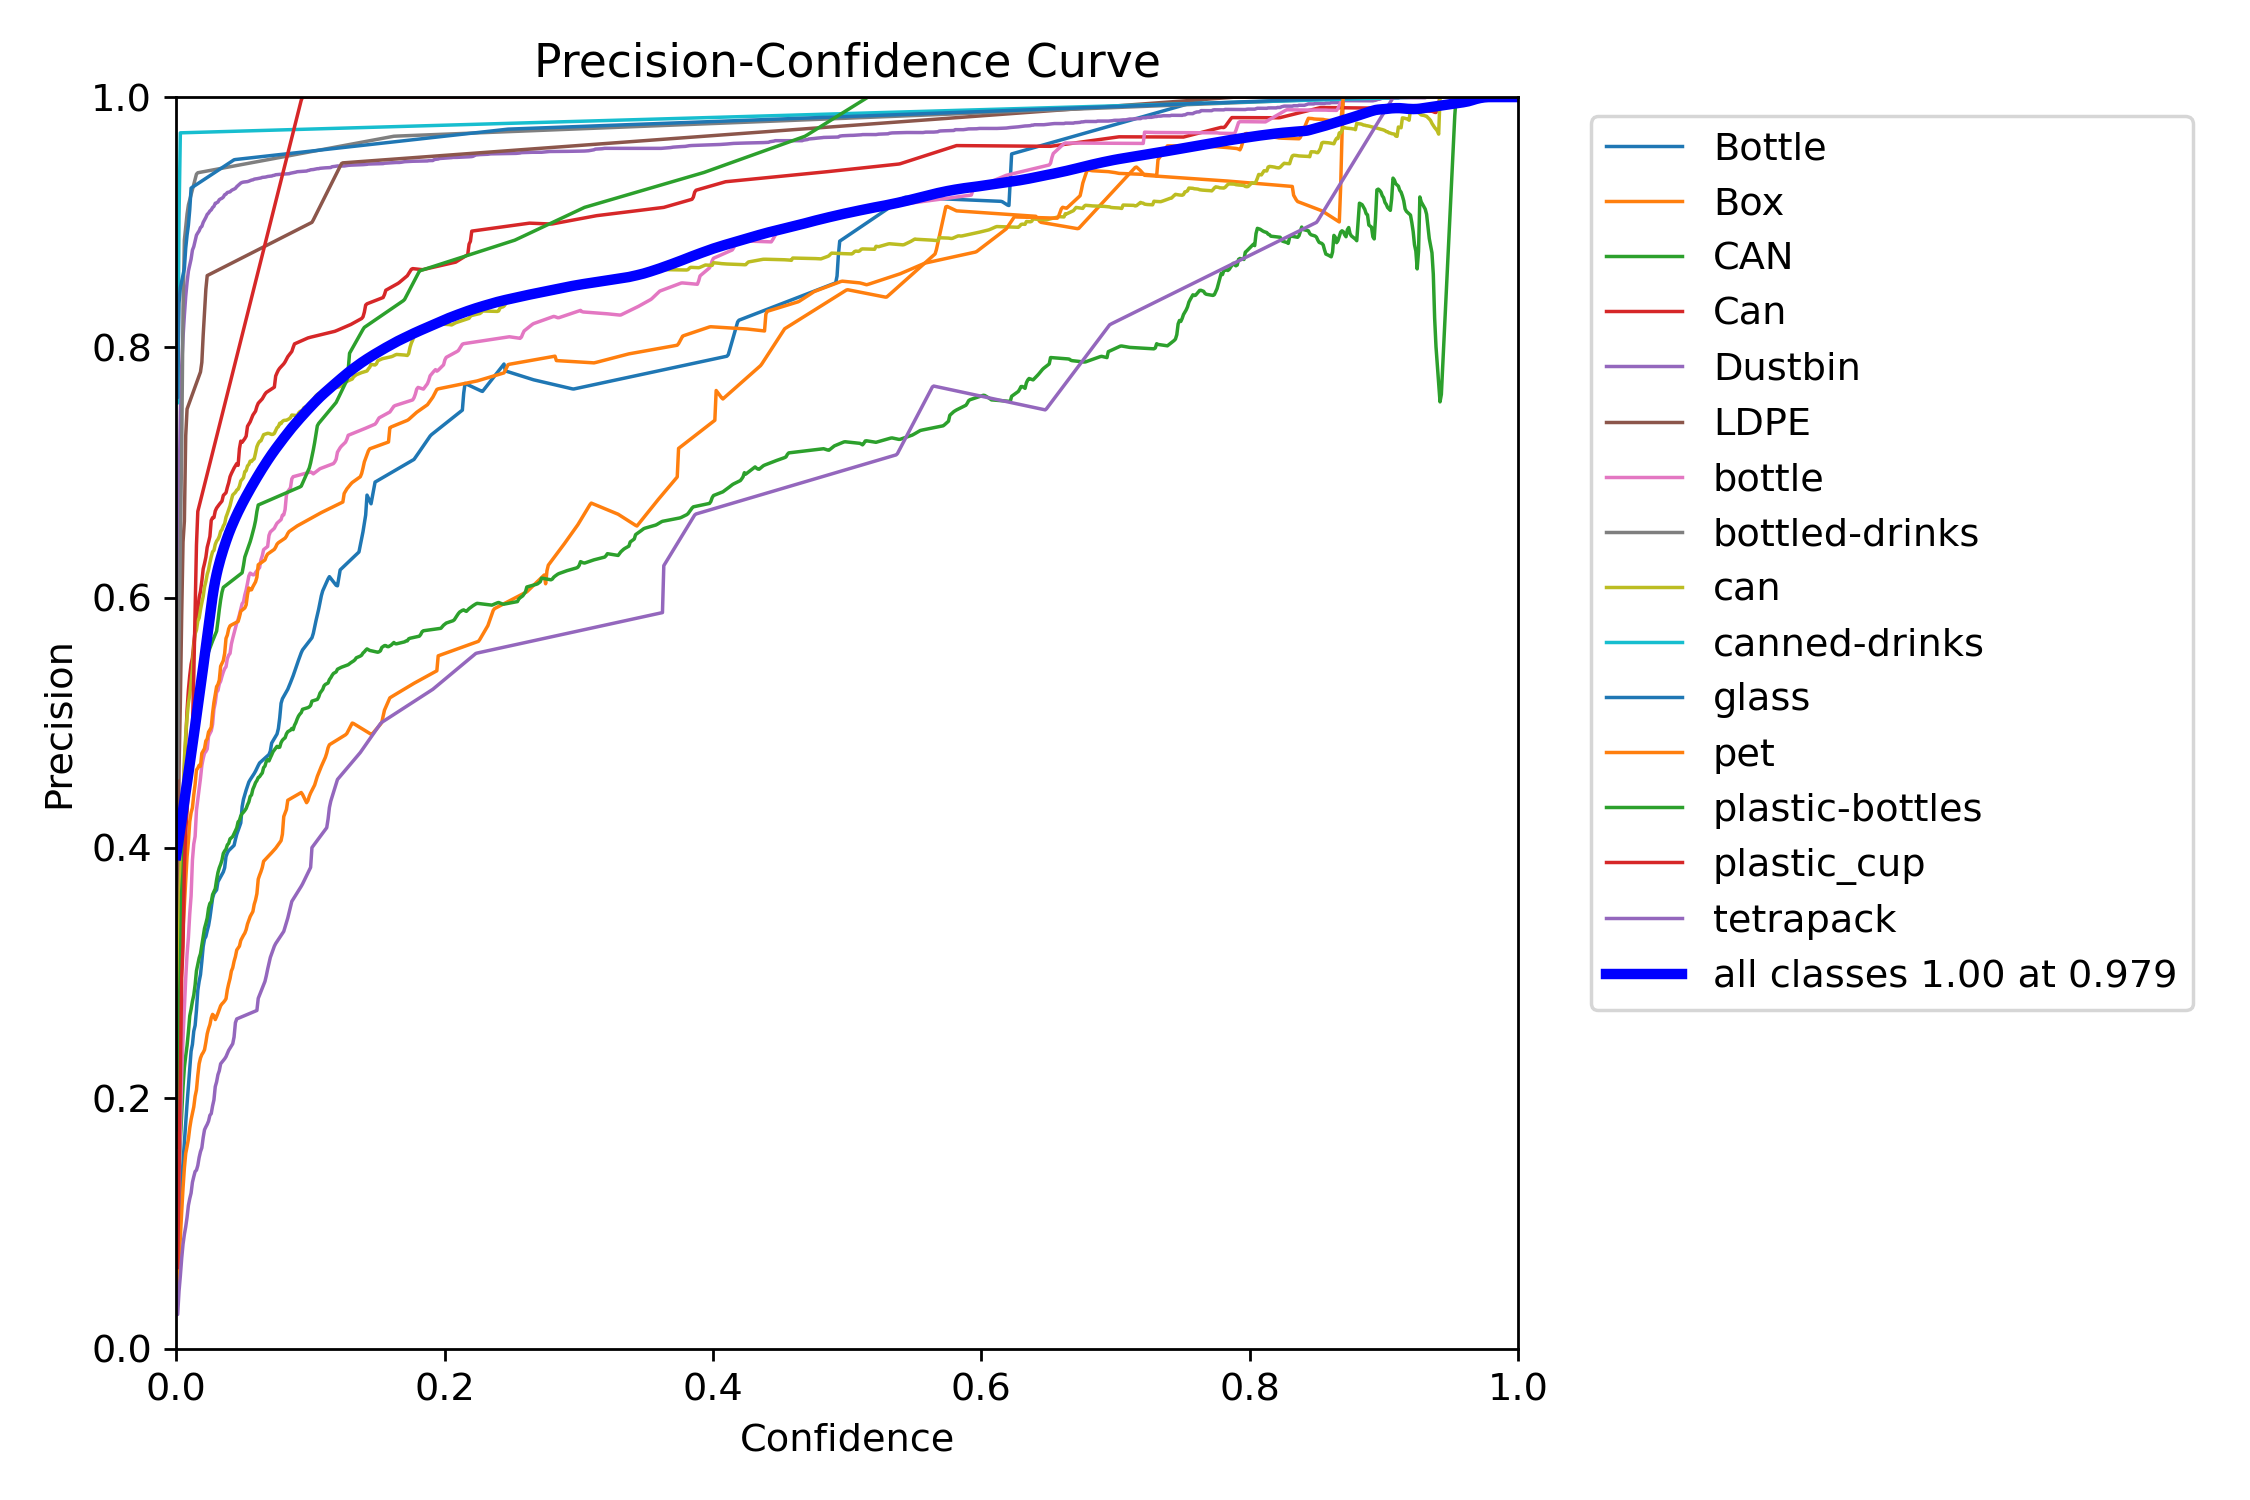 Precision-Confidence Curve
1.0
0.8
0.6
0.4
0.2
0.0
Precision
0.0 0.2 0.4 0.6 0.8 1.0
Confidence
Bottle
Box
CAN
Can
Dustbin
LDPE
bottle
bottled-drinks
can
canned-drinks
glass
pet
plastic-bottles
plastic_cup
tetrapack
all classes 1.00 at 0.979